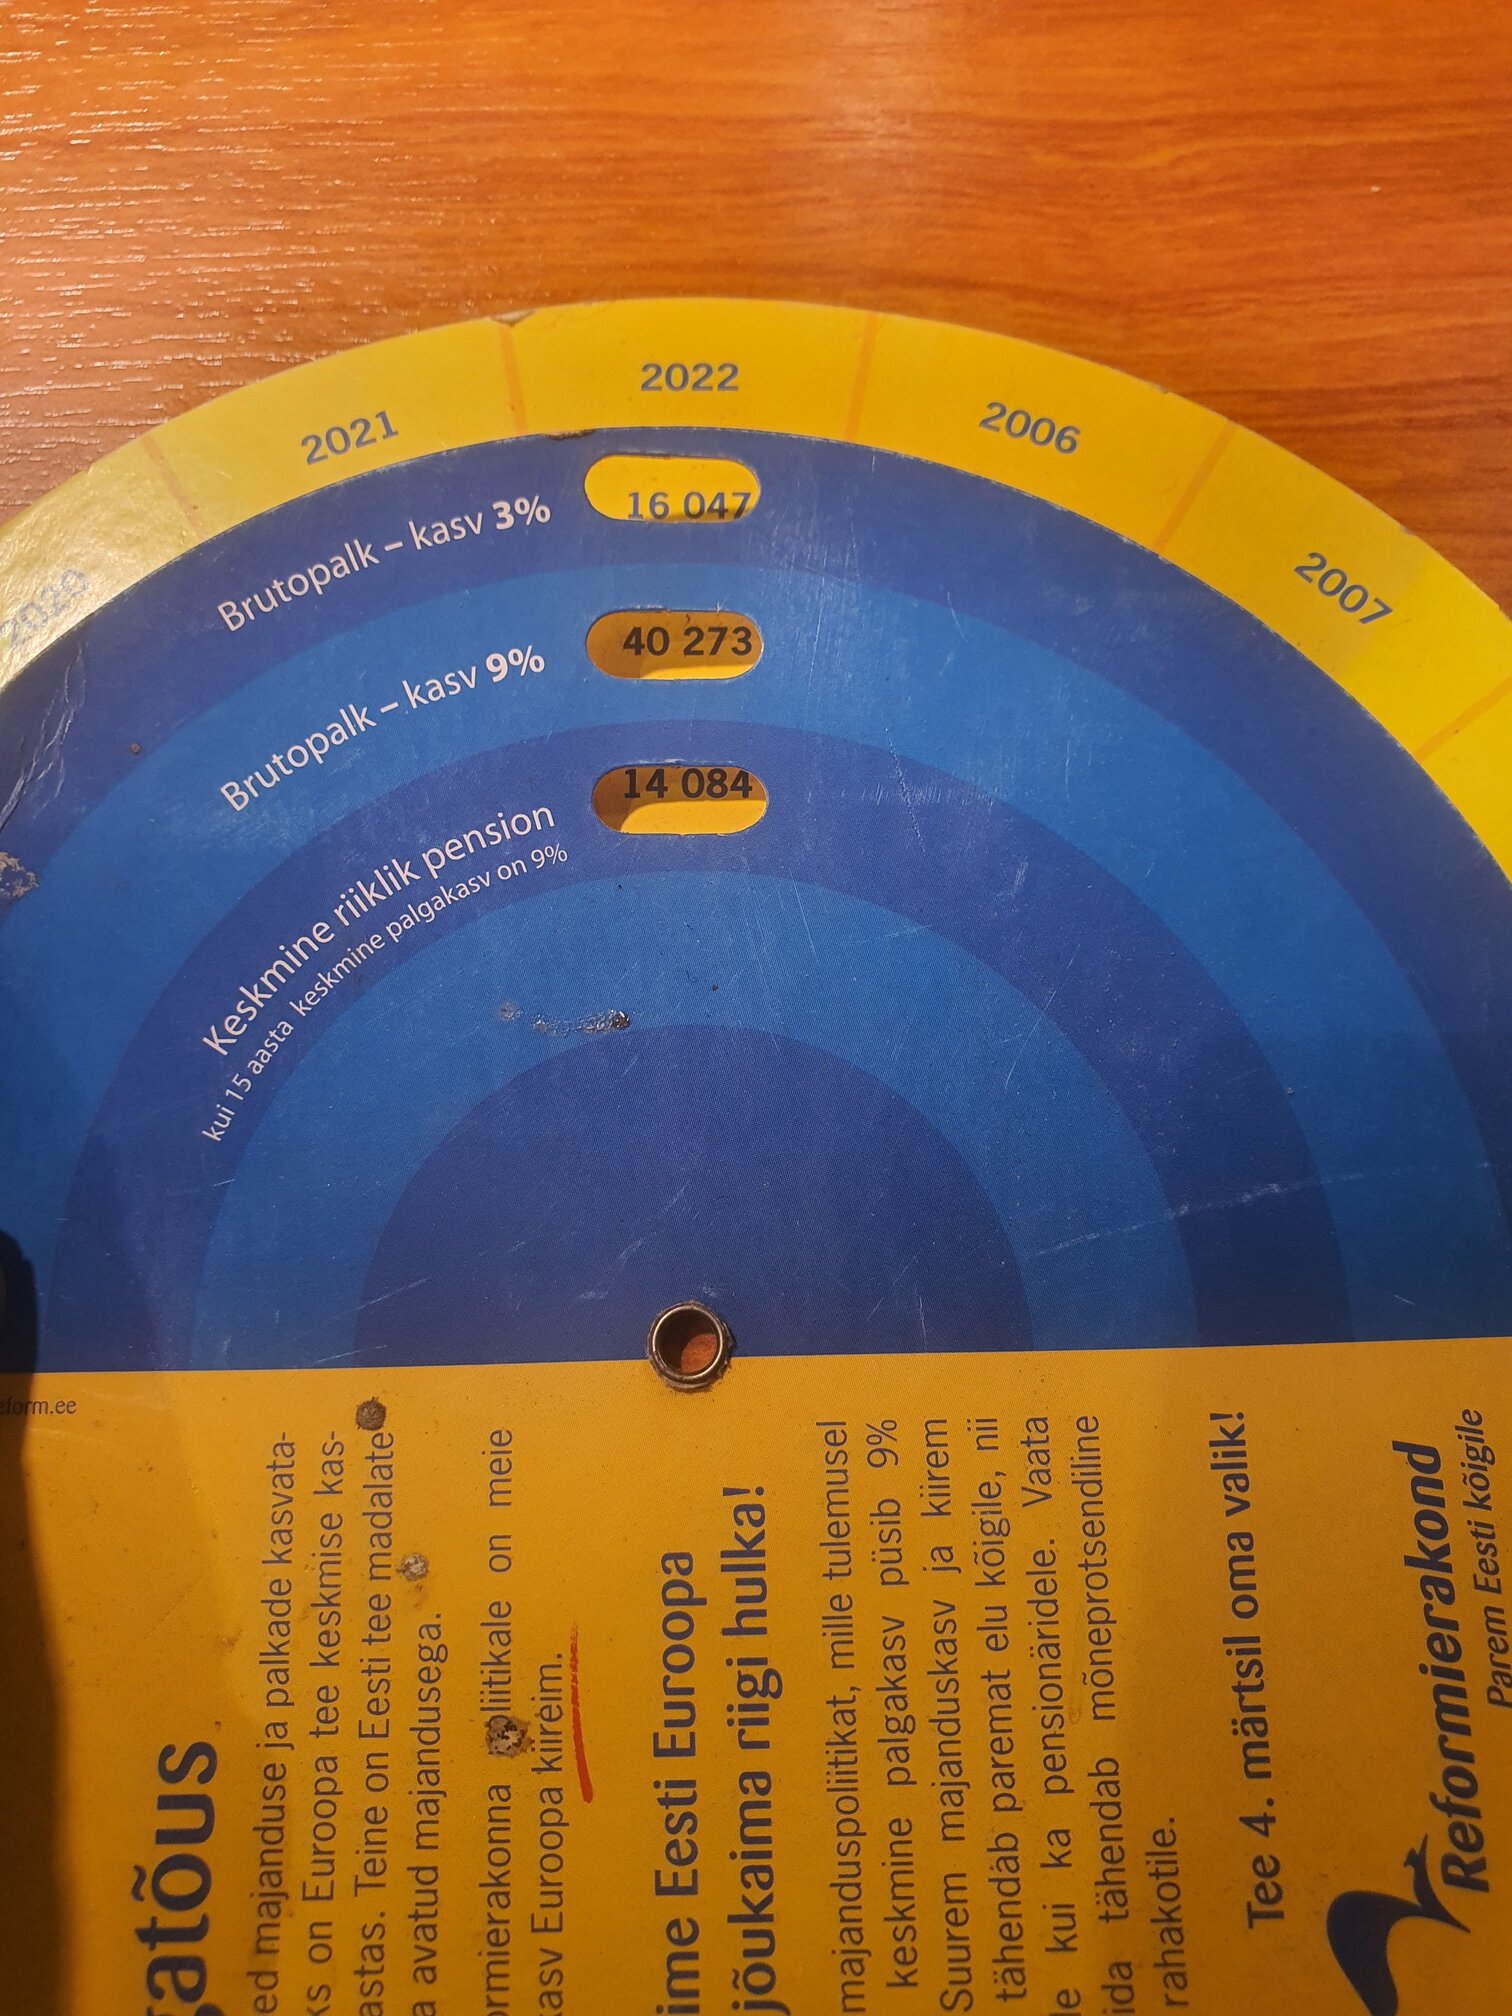 2020
2021
2022
2006
2007
Brutopalk – kasv 3%
16 047
Brutopalk – kasv 9%
40 273
Keskmine riiklik pension
kui 15 aasta keskmine palgakasv on 9%
14 084
eform.ee
gatõus
ed majanduse ja palkade kasvata-
ks on Euroopa tee keskmise kas-
astas. Teine on Eesti tee madalate
a avatud majandusega.
ormierakonna poliitikale on meie
kasv Euroopa kiireim.
ime Eesti Euroopa
jõukaima riigi hulka!
majanduspoliitikat, mille tulemusel
keskmine palgakasv püsib 9%
Suurem majanduskasv ja kiirem
tähendab paremat elu kõigile, nii
le kui ka pensionäridele. Vaata
ida tähendab mõneprotsendiline
rahakotile.
Tee 4. märtsil oma valik!
Reformierakond
Parem Eesti kõigile